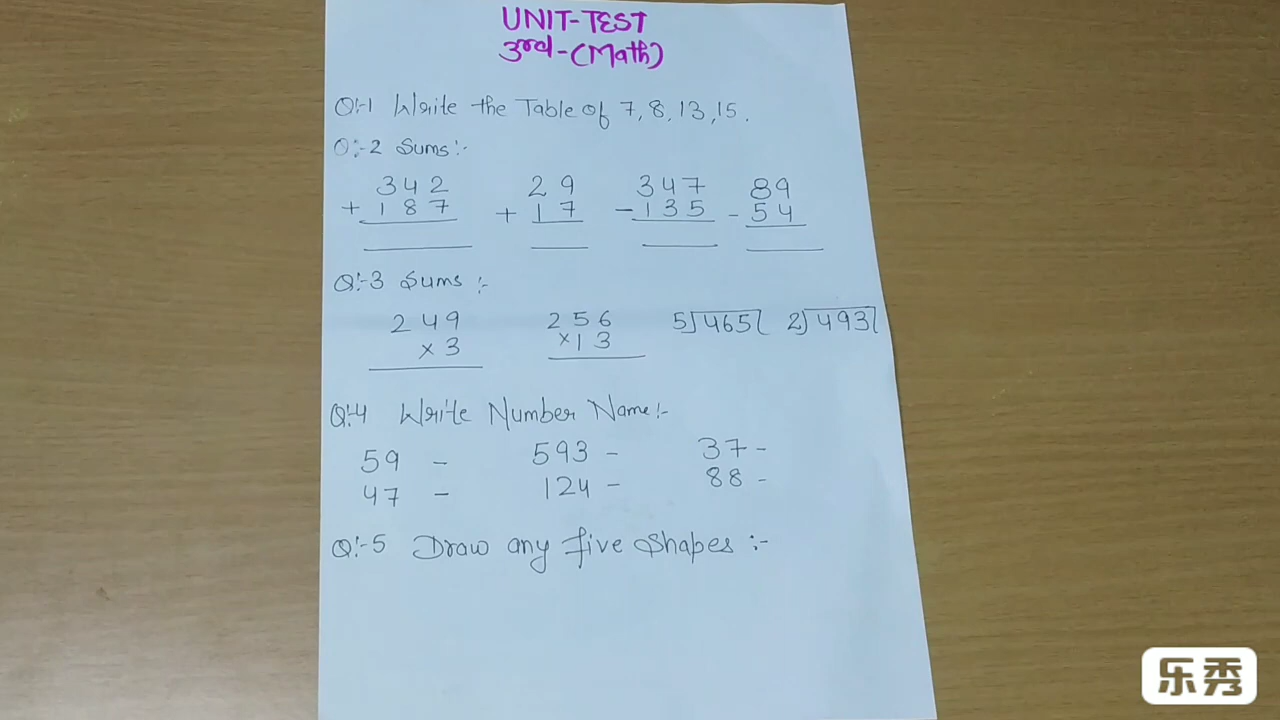 UNIT-TEST
3rd-(Math)
Q:-1 Write the Table of 7, 8, 13, 15.
Q:-2 Sums:-
342 29 347 89
+ 187 + 17 - 135 - 54
Q:-3 Sums :-
249 256 5)465( 2)493(
×3 ×13
Q:-4 Write Number Name:-
59 - 593 - 37 -
47 - 124 - 88 -
Q:-5 Draw any five Shapes :-
乐秀